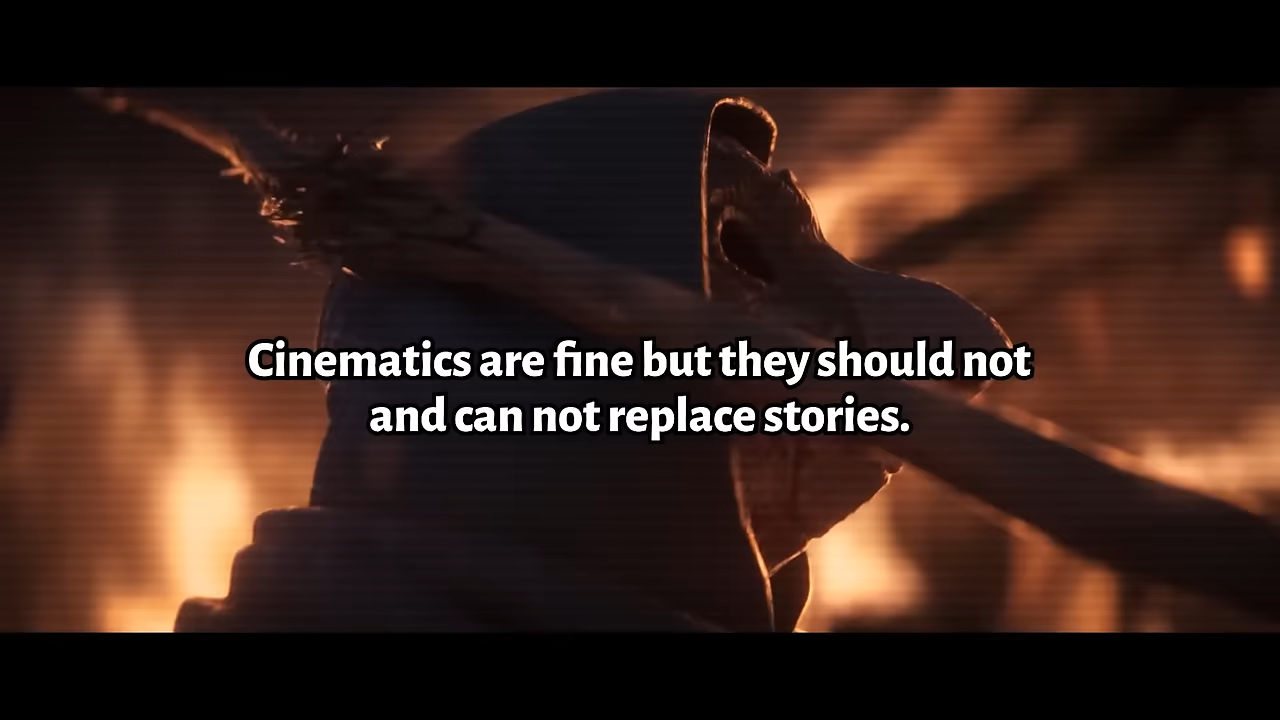 Cinematics are fine but they should not
and can not replace stories.